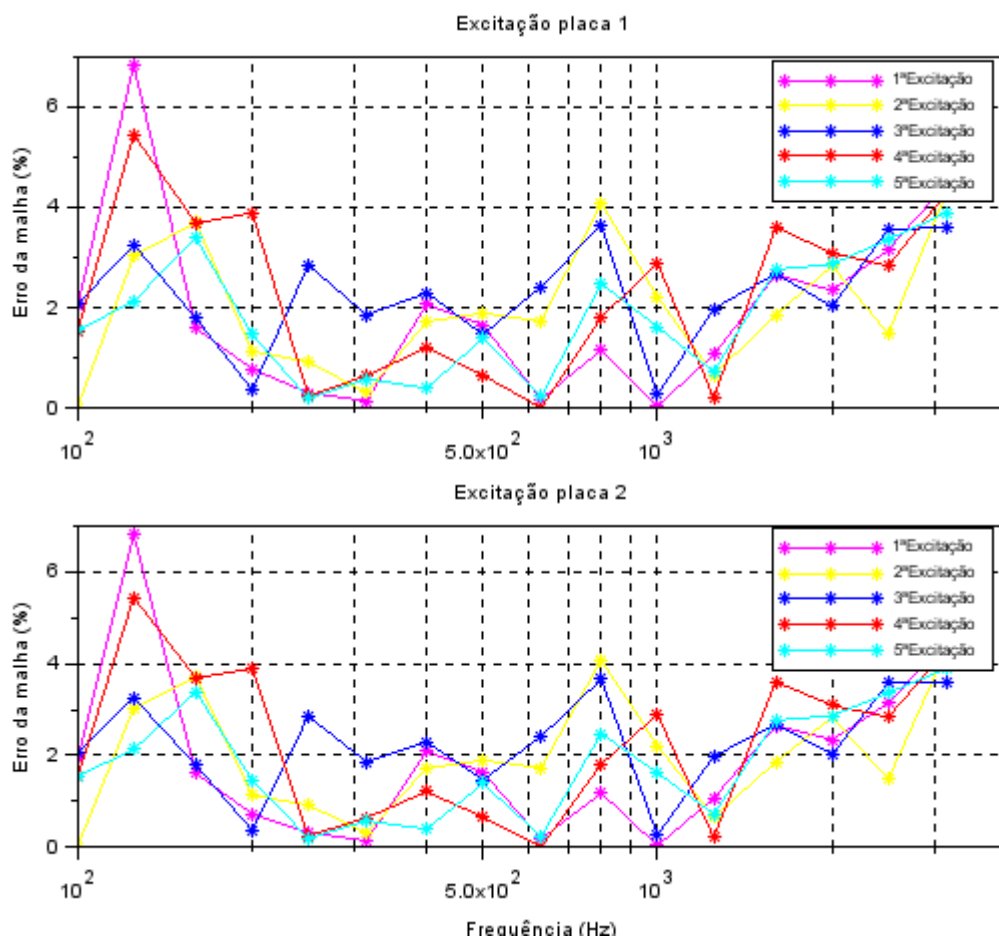 Excitação placa 1
Erro da malha (%)
6
4
2
0
1ªExcitação
2ªExcitação
3ªExcitação
4ªExcitação
5ªExcitação
10²
5.0x10²
10³
Excitação placa 2
Erro da malha (%)
6
4
2
0
1ªExcitação
2ªExcitação
3ªExcitação
4ªExcitação
5ªExcitação
10²
5.0x10²
10³
Frequência (Hz)